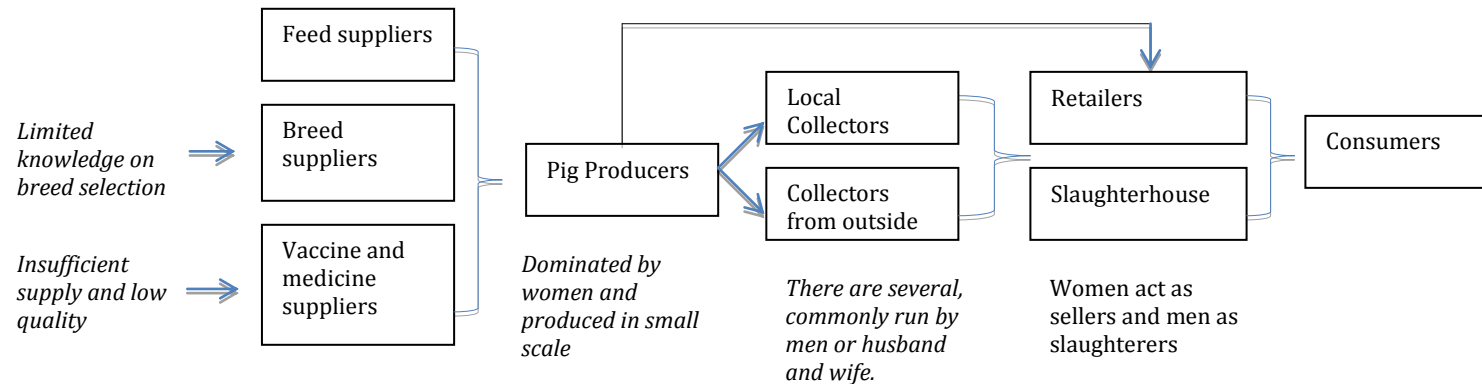 Feed suppliers
Limited
knowledge on
breed selection
Breed
suppliers
Insufficient
supply and low
quality
Vaccine and
medicine
suppliers
Pig Producers
Dominated by
women and
produced in small
scale
Local
Collectors
Collectors
from outside
There are several,
commonly run by
men or husband
and wife.
Retailers
Slaughterhouse
Women act as
sellers and men as
slaughterers
Consumers